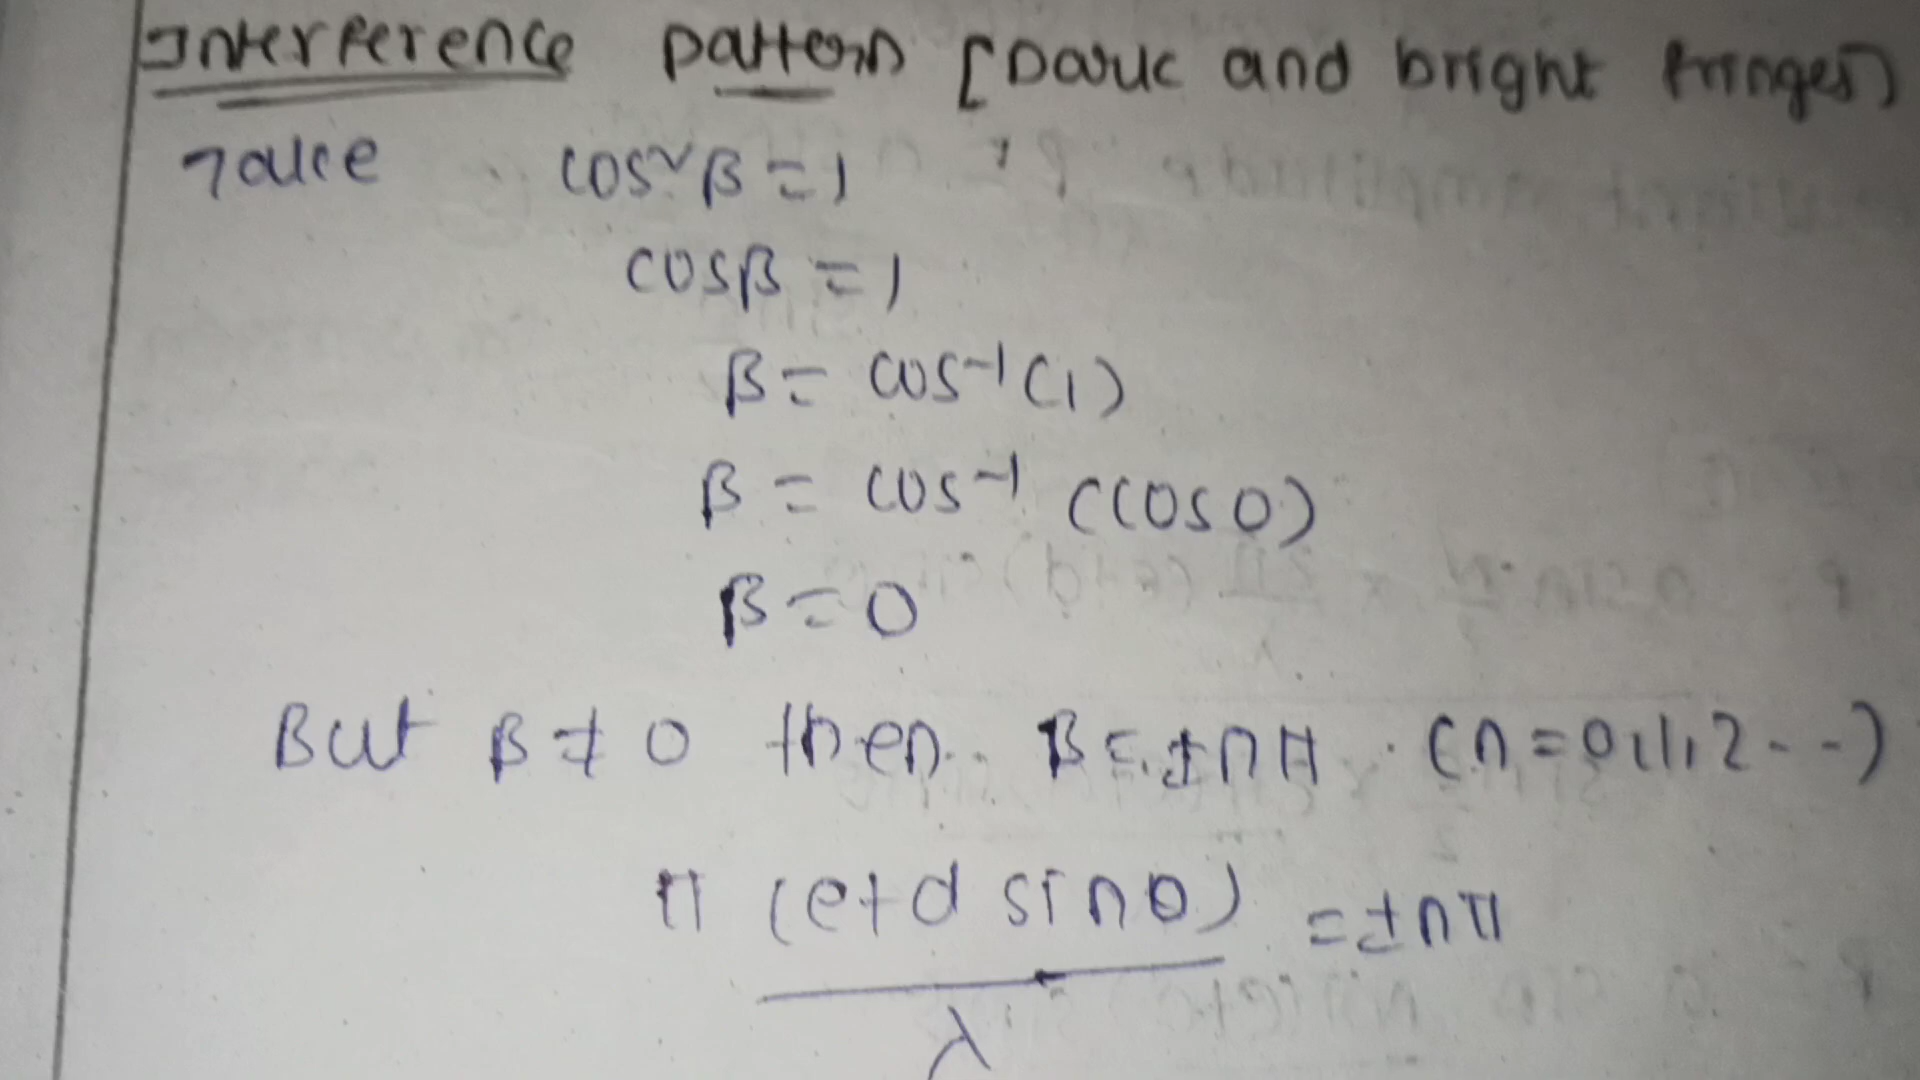 Interference pattern [Dark and bright fringes]
Take cos²β = 1
cosβ = 1
β = cos⁻¹(1)
β = cos⁻¹ (cos0)
β = 0
But β ≠ 0 then β = ±nπ (n = 0,1,2--)
π (e+d sinθ) / λ = ±nπ